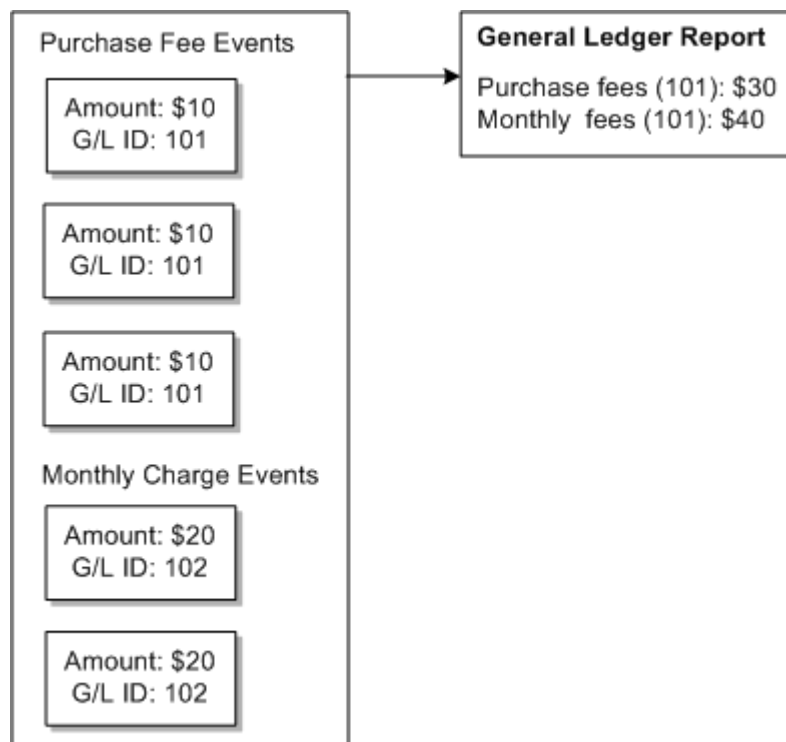 Purchase Fee Events
Amount: $10
G/L ID: 101
Amount: $10
G/L ID: 101
Amount: $10
G/L ID: 101
Monthly Charge Events
Amount: $20
G/L ID: 102
Amount: $20
G/L ID: 102
General Ledger Report
Purchase fees (101): $30
Monthly fees (101): $40